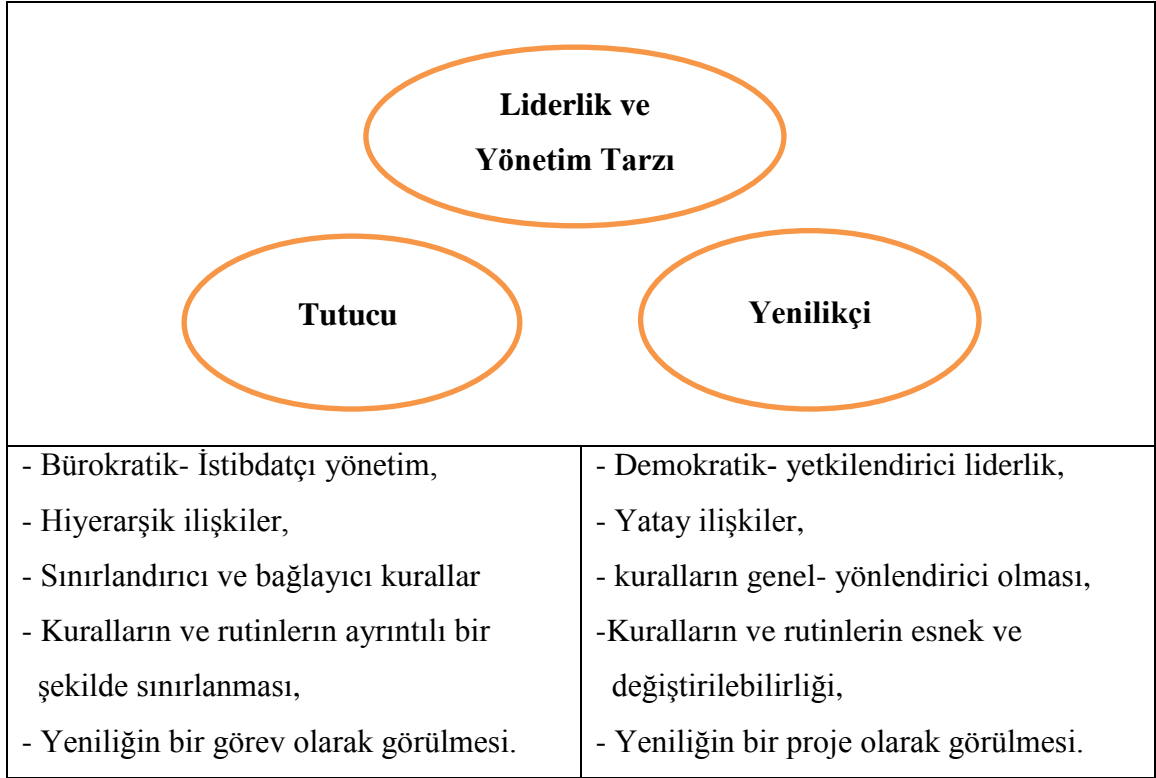 Liderlik ve
Yönetim Tarzı
Tutucu
Yenilikçi
- Bürokratik- İstibdatçı yönetim,
- Hiyerarşik ilişkiler,
- Sınırlandırıcı ve bağlayıcı kurallar
- Kuralların ve rutinlerın ayrıntılı bir
şekilde sınırlanması,
- Yeniliğin bir görev olarak görülmesi.
- Demokratik- yetkilendirici liderlik,
- Yatay ilişkiler,
- kuralların genel- yönlendirici olması,
-Kuralların ve rutinlerin esnek ve
değiştirilebilirliği,
- Yeniliğin bir proje olarak görülmesi.